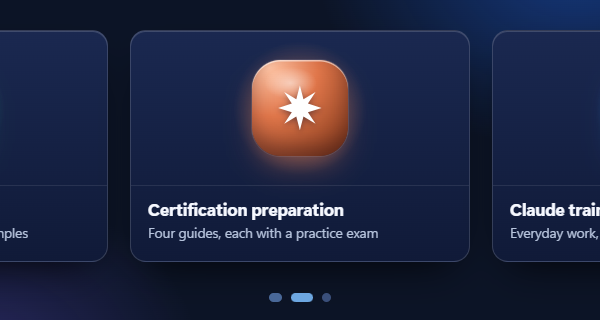 Certification preparation
Four guides, each with a practice exam
Claude
Everyday work,